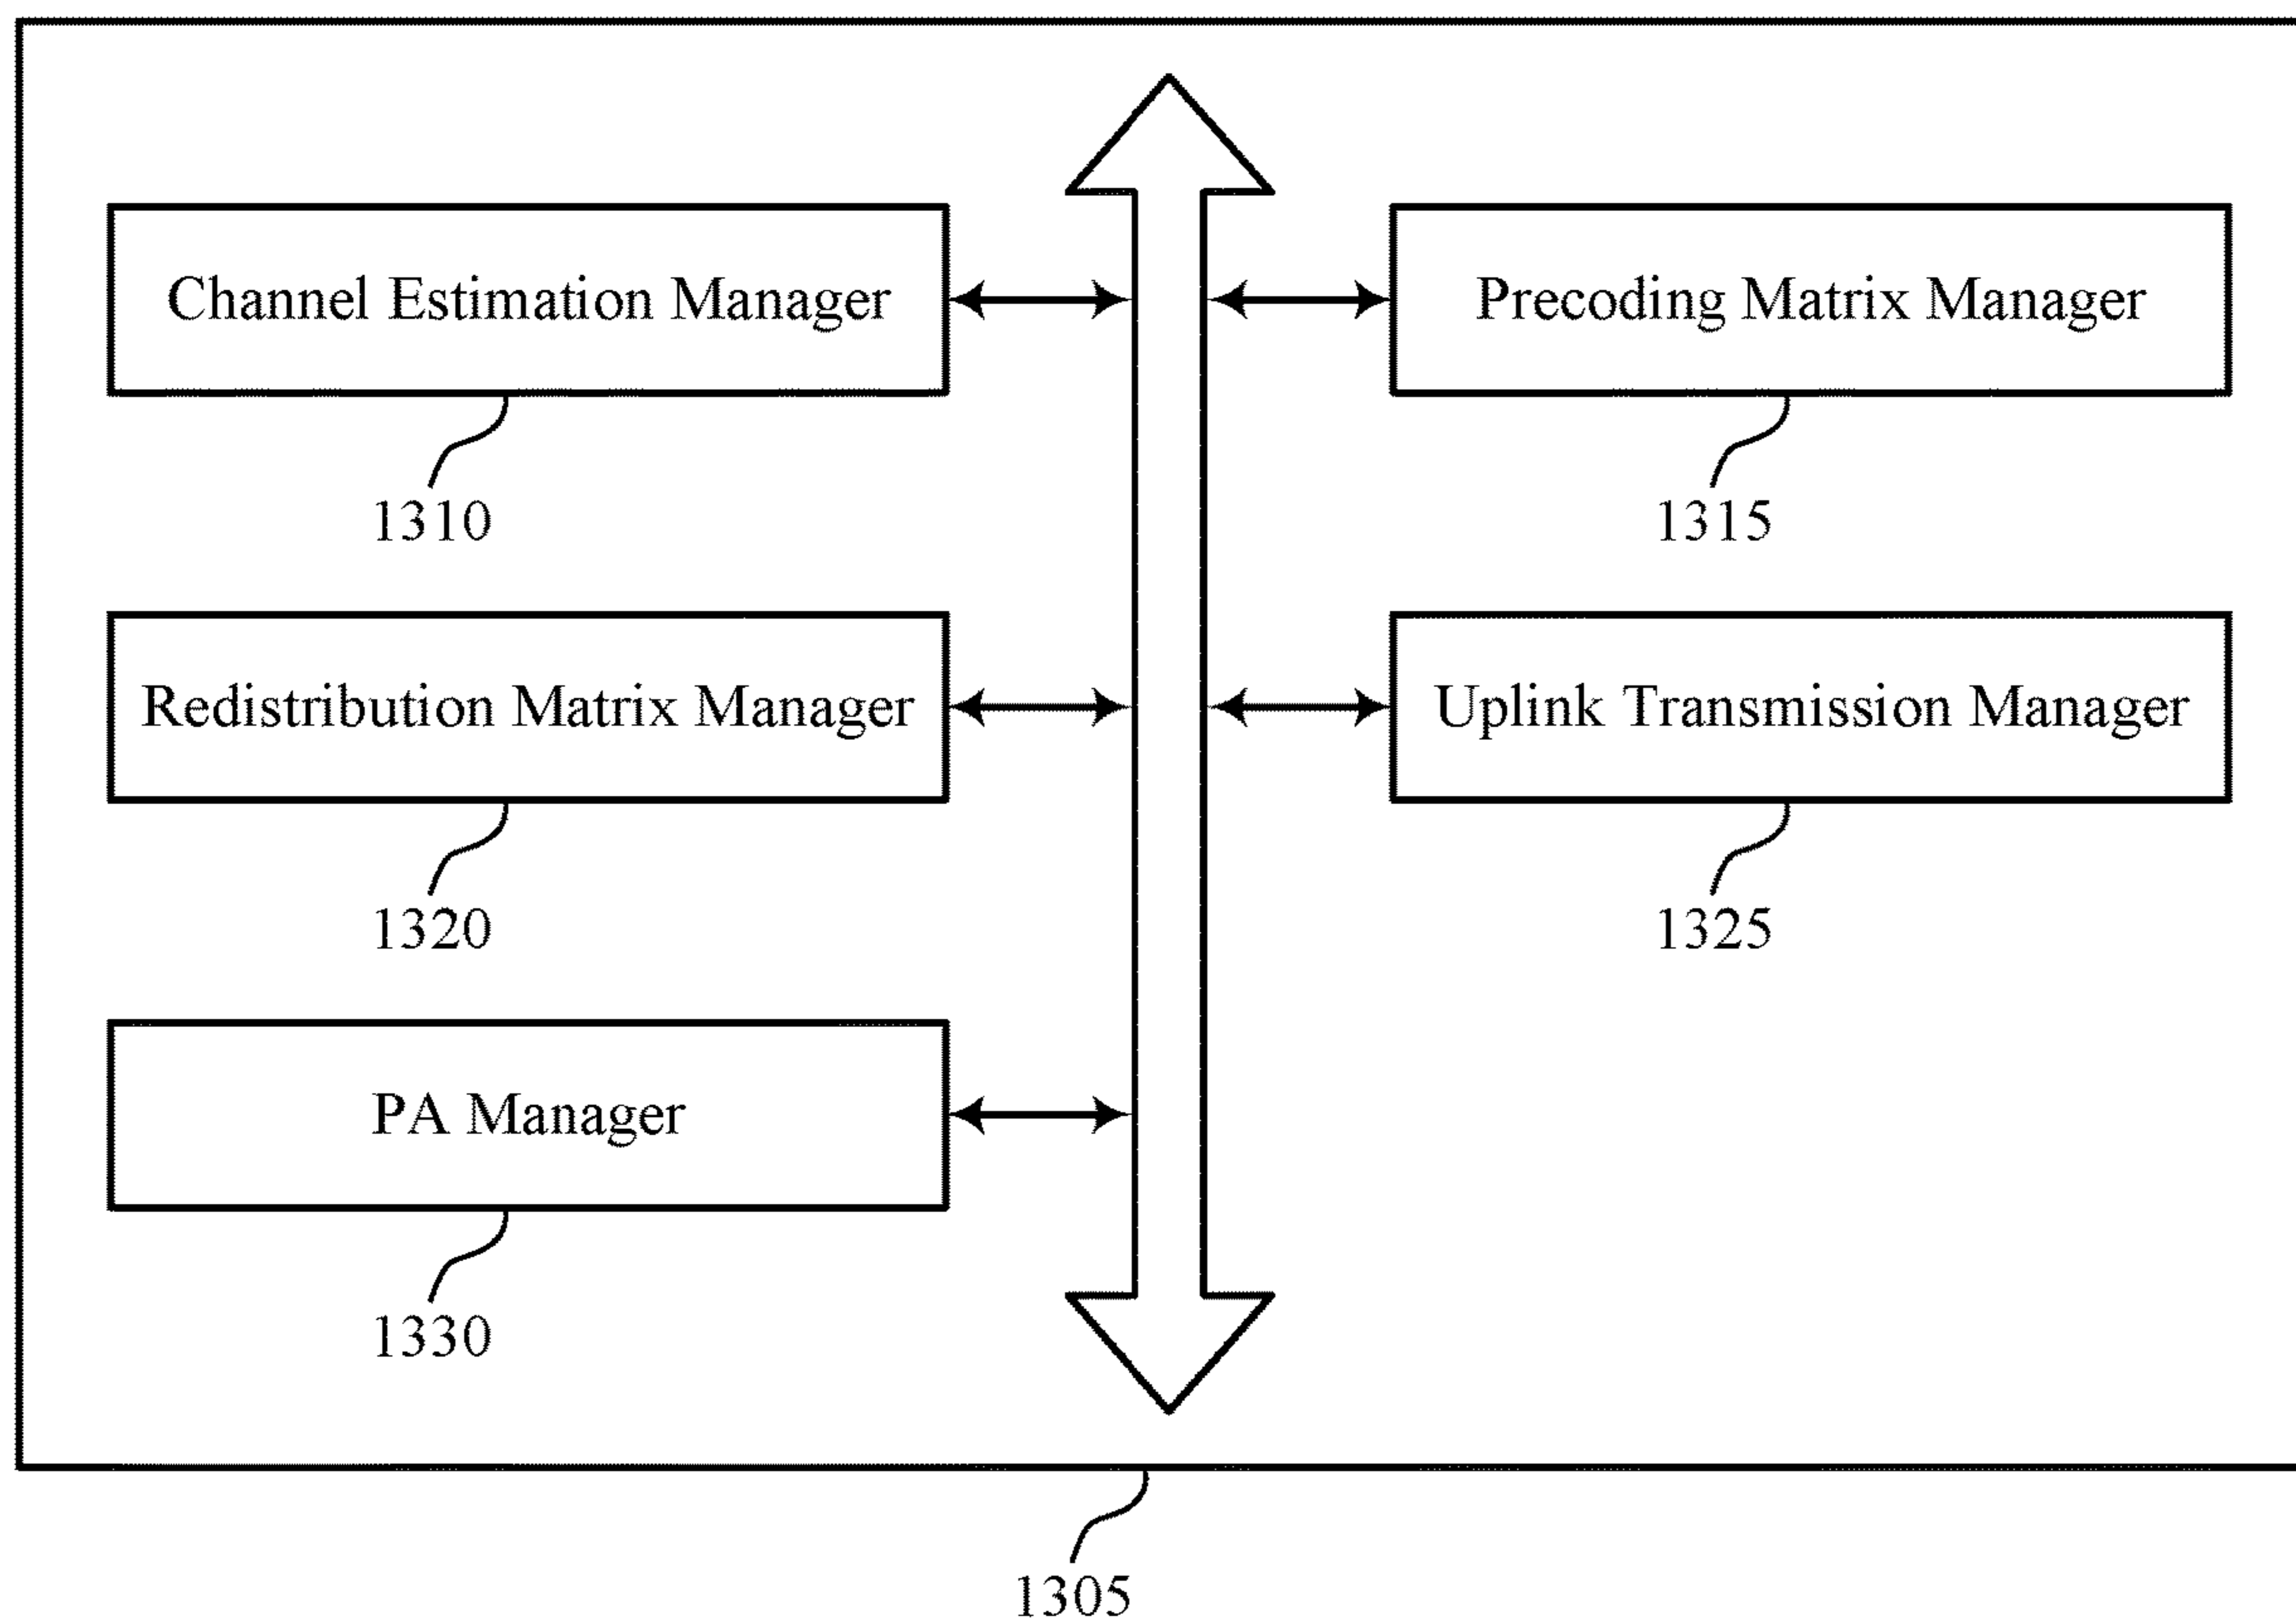 Channel Estimation Manager
Precoding Matrix Manager
1310
1315
Redistribution Matrix Manager
Uplink Transmission Manager
1320
1325
PA Manager
1330
1305